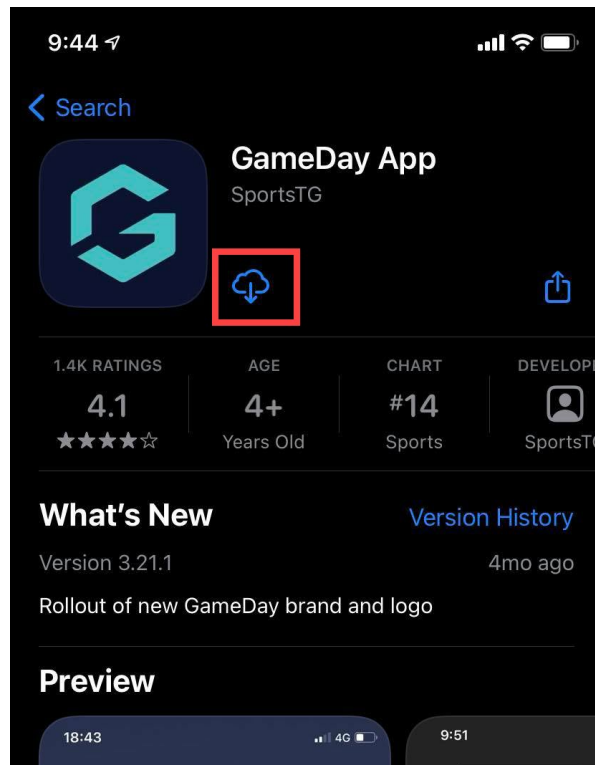 9:44
Search
GameDay App
SportsTG
1.4K RATINGS AGE CHART DEVELOPE
4.1 4+ #14
Years Old Sports SportsTG
What's New Version History
Version 3.21.1 4mo ago
Rollout of new GameDay brand and logo
Preview
18:43 4G 9:51